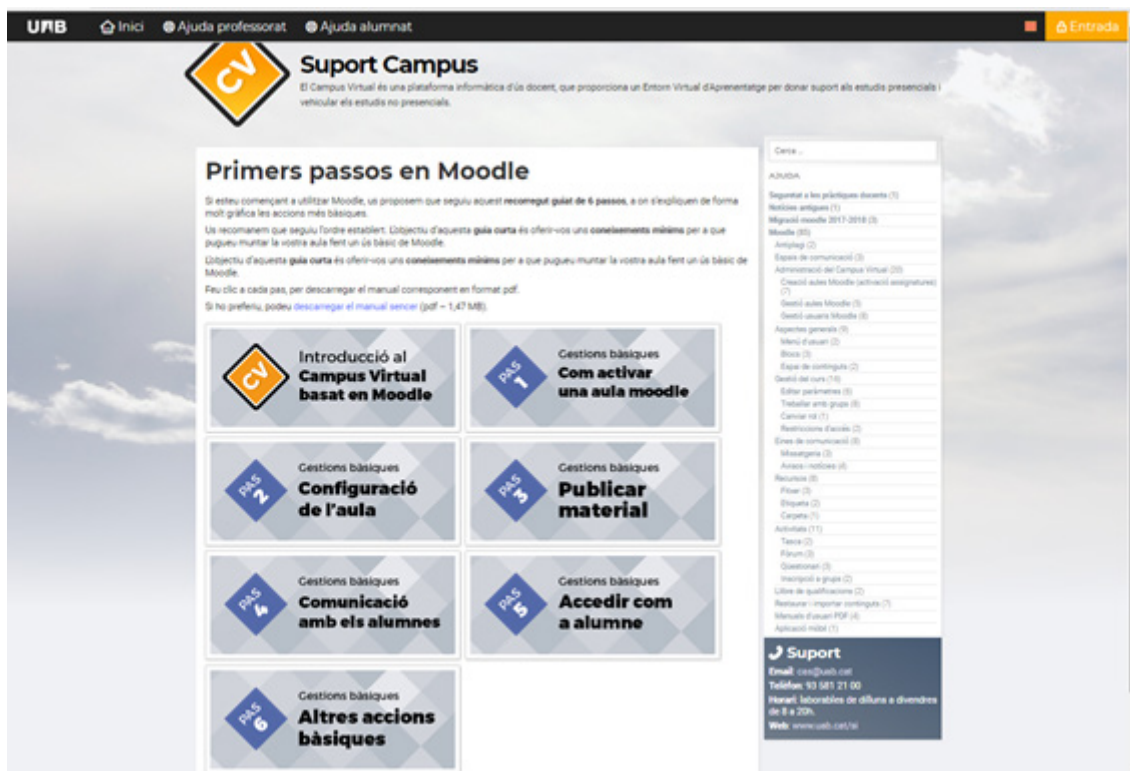 UAB Inici Ajuda professorat Ajuda alumnat Entrada
CV
Suport Campus
El Campus Virtual és una plataforma informàtica d'ús docent, que proporciona un Entorn Virtual d'Aprenentatge per donar suport als estudis presencials i
vehicular els estudis no presencials.
Primers passos en Moodle
Si esteu començant a utilitzar Moodle, us proposem que seguiu aquest recorregut guiat de 6 passos, a on s'expliquen de forma
molt gràfica les accions més bàsiques.
Us recomanem que seguiu l'ordre establert. L'objectiu d'aquesta guia curta és oferir-vos uns coneixements mínims per a que
pugueu muntar la vostra aula fent un ús bàsic de Moodle.
L'objectiu d'aquesta guia curta és oferir-vos uns coneixements mínims per a que pugueu muntar la vostra aula fent un ús bàsic de
Moodle.
Feu clic a cada pas, per descarregar el manual corresponent en format pdf.
Si ho preferiu, podeu descarregar el manual sencer (pdf – 1,47 MB).
CV
Introducció al
Campus Virtual
basat en Moodle
PAS 1
Gestions bàsiques
Com activar
una aula moodle
PAS 2
Gestions bàsiques
Configuració
de l'aula
PAS 3
Gestions bàsiques
Publicar
material
PAS 4
Gestions bàsiques
Comunicació
amb els alumnes
PAS 5
Gestions bàsiques
Accedir com
a alumne
PAS 6
Gestions bàsiques
Altres accions
bàsiques
Cerca ...
AJUDA
Seguretat a les pràctiques docents (1)
Notícies antigues (1)
Migració moodle 2017-2018 (3)
Moodle (85)
Antiplagi (2)
Espais de comunicació (3)
Administració del Campus Virtual (20)
Creació aules Moodle (activació assignatures)
(7)
Gestió aules Moodle (5)
Gestió usuaris Moodle (8)
Aspectes generals (9)
Menú d'usuari (2)
Blocs (3)
Espai de continguts (2)
Gestió del curs (16)
Editar paràmetres (6)
Treballar amb grups (8)
Canviar rol (1)
Restriccions d'accés (2)
Eines de comunicació (8)
Missatgeria (3)
Avisos i notícies (4)
Recursos (8)
Fitxer (3)
Etiqueta (2)
Carpeta (1)
Activitats (11)
Tasca (2)
Fòrum (3)
Qüestionari (3)
Inscripció a grups (2)
Llibre de qualificacions (2)
Restaurar i importar continguts (7)
Manuals d'usuari PDF (4)
Aplicació mòbil (1)
Suport
Email: cas@uab.cat
Telèfon: 93 581 21 00
Horari: laborables de dilluns a divendres
de 8 a 20h.
Web: www.uab.cat/si